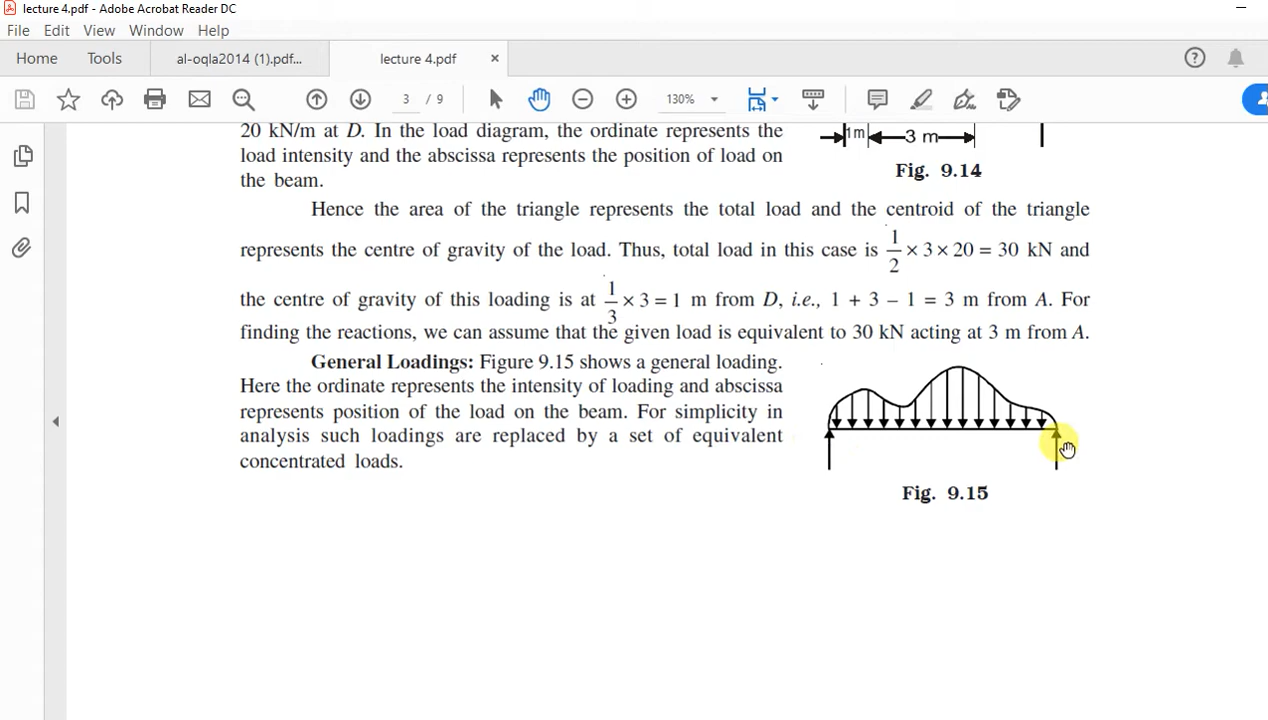 lecture 4.pdf - Adobe Acrobat Reader DC
File Edit View Window Help
Home Tools al-oqla2014 (1).pdf... lecture 4.pdf ×
3 / 9 130%
20 kN/m at D. In the load diagram, the ordinate represents the
load intensity and the abscissa represents the position of load on
the beam.
1m 3 m
Fig. 9.14
Hence the area of the triangle represents the total load and the centroid of the triangle
represents the centre of gravity of the load. Thus, total load in this case is 1/2 × 3 × 20 = 30 kN and
the centre of gravity of this loading is at 1/3 × 3 = 1 m from D, i.e., 1 + 3 – 1 = 3 m from A. For
finding the reactions, we can assume that the given load is equivalent to 30 kN acting at 3 m from A.
General Loadings: Figure 9.15 shows a general loading.
Here the ordinate represents the intensity of loading and abscissa
represents position of the load on the beam. For simplicity in
analysis such loadings are replaced by a set of equivalent
concentrated loads.
Fig. 9.15